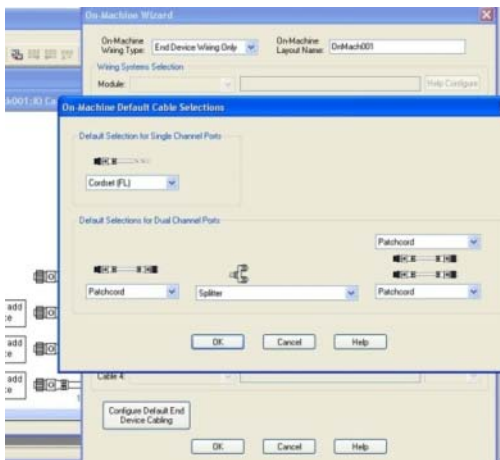 On-Machine Wizard
On-Machine
Wiring Type:
End Device Wiring Only
On-Machine
Layout Name:
OnMach001
Wiring Systems Selection
Module:
Help Configure
On-Machine Default Cable Selections
Default Selection for Single Channel Ports
Cordset (FL)
Default Selections for Dual Channel Ports
Patchcord
Patchcord
Splitter
Patchcord
OK
Cancel
Help
add
add
add
Cable 4:
Configure Default End
Device Cabling
OK
Cancel
Help